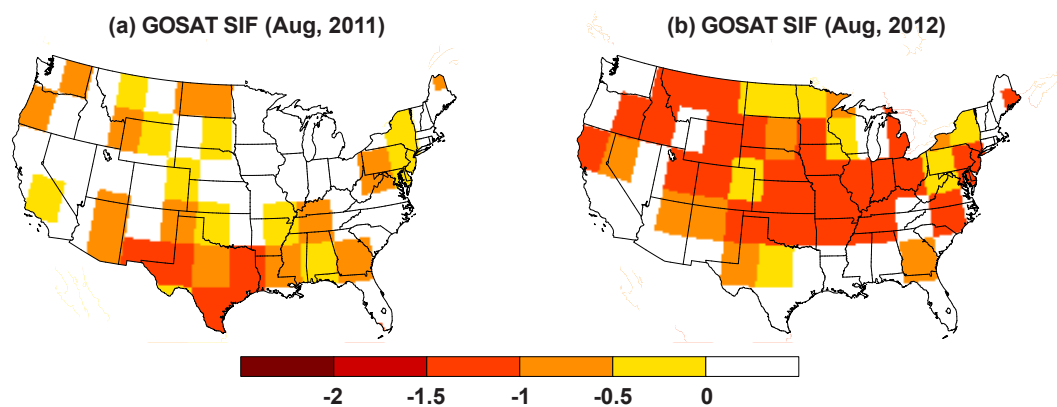 (a) GOSAT SIF (Aug, 2011)
(b) GOSAT SIF (Aug, 2012)
-2 -1.5 -1 -0.5 0